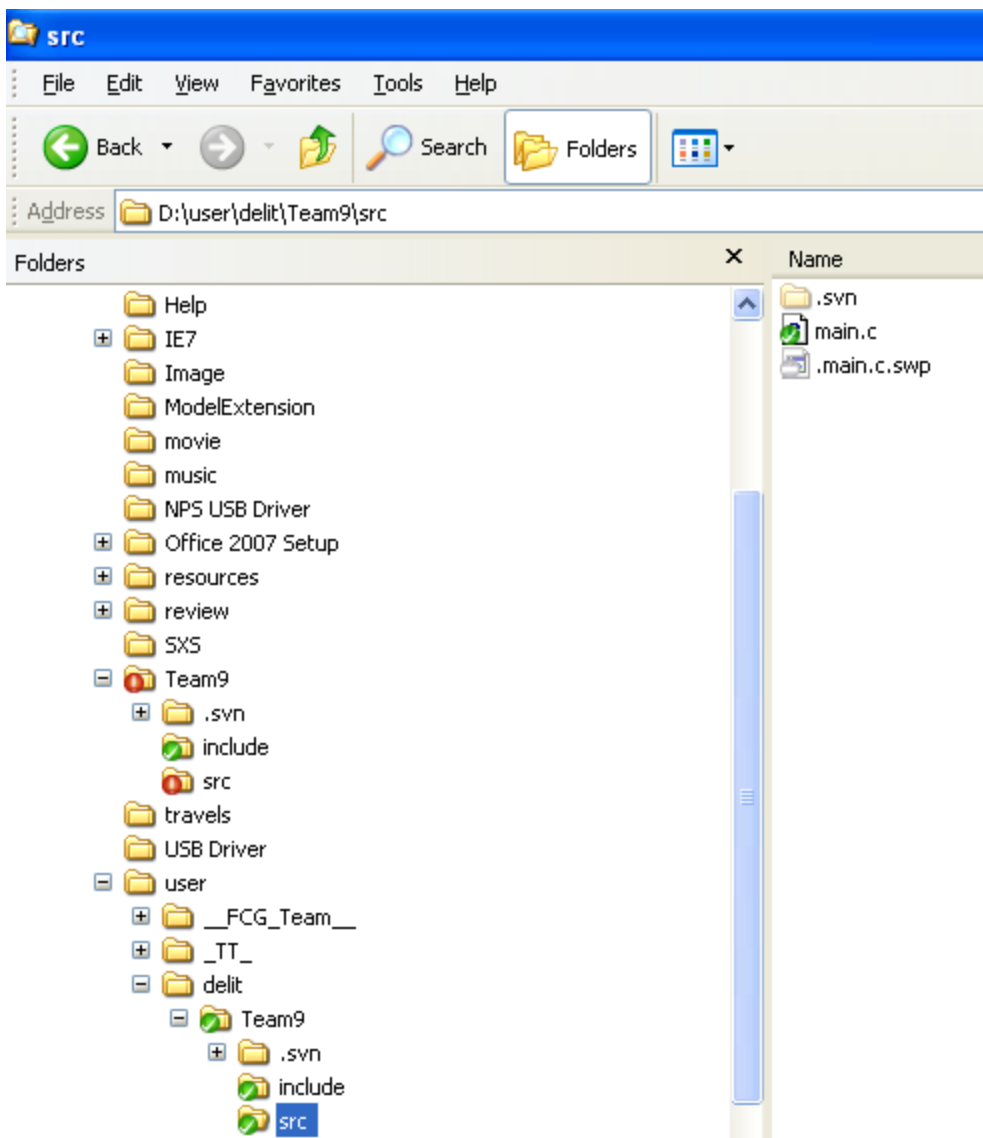 src
File Edit View Favorites Tools Help
Back Search Folders
Address D:\user\delit\Team9\src
Folders
Help
IE7
Image
ModelExtension
movie
music
NPS USB Driver
Office 2007 Setup
resources
review
SXS
Team9
.svn
include
src
travels
USB Driver
user
__FCG_Team__
_TT_
delit
Team9
.svn
include
src
Name
.svn
main.c
.main.c.swp